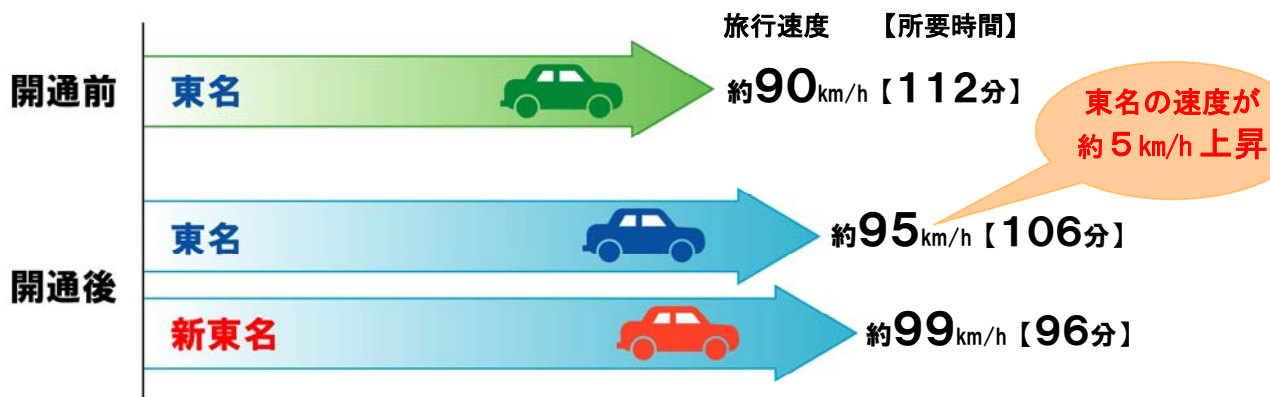 旅行速度 【所要時間】
開通前
東名
約90km/h【112分】
東名の速度が
約5km/h上昇
開通後
東名
約95km/h【106分】
新東名
約99km/h【96分】